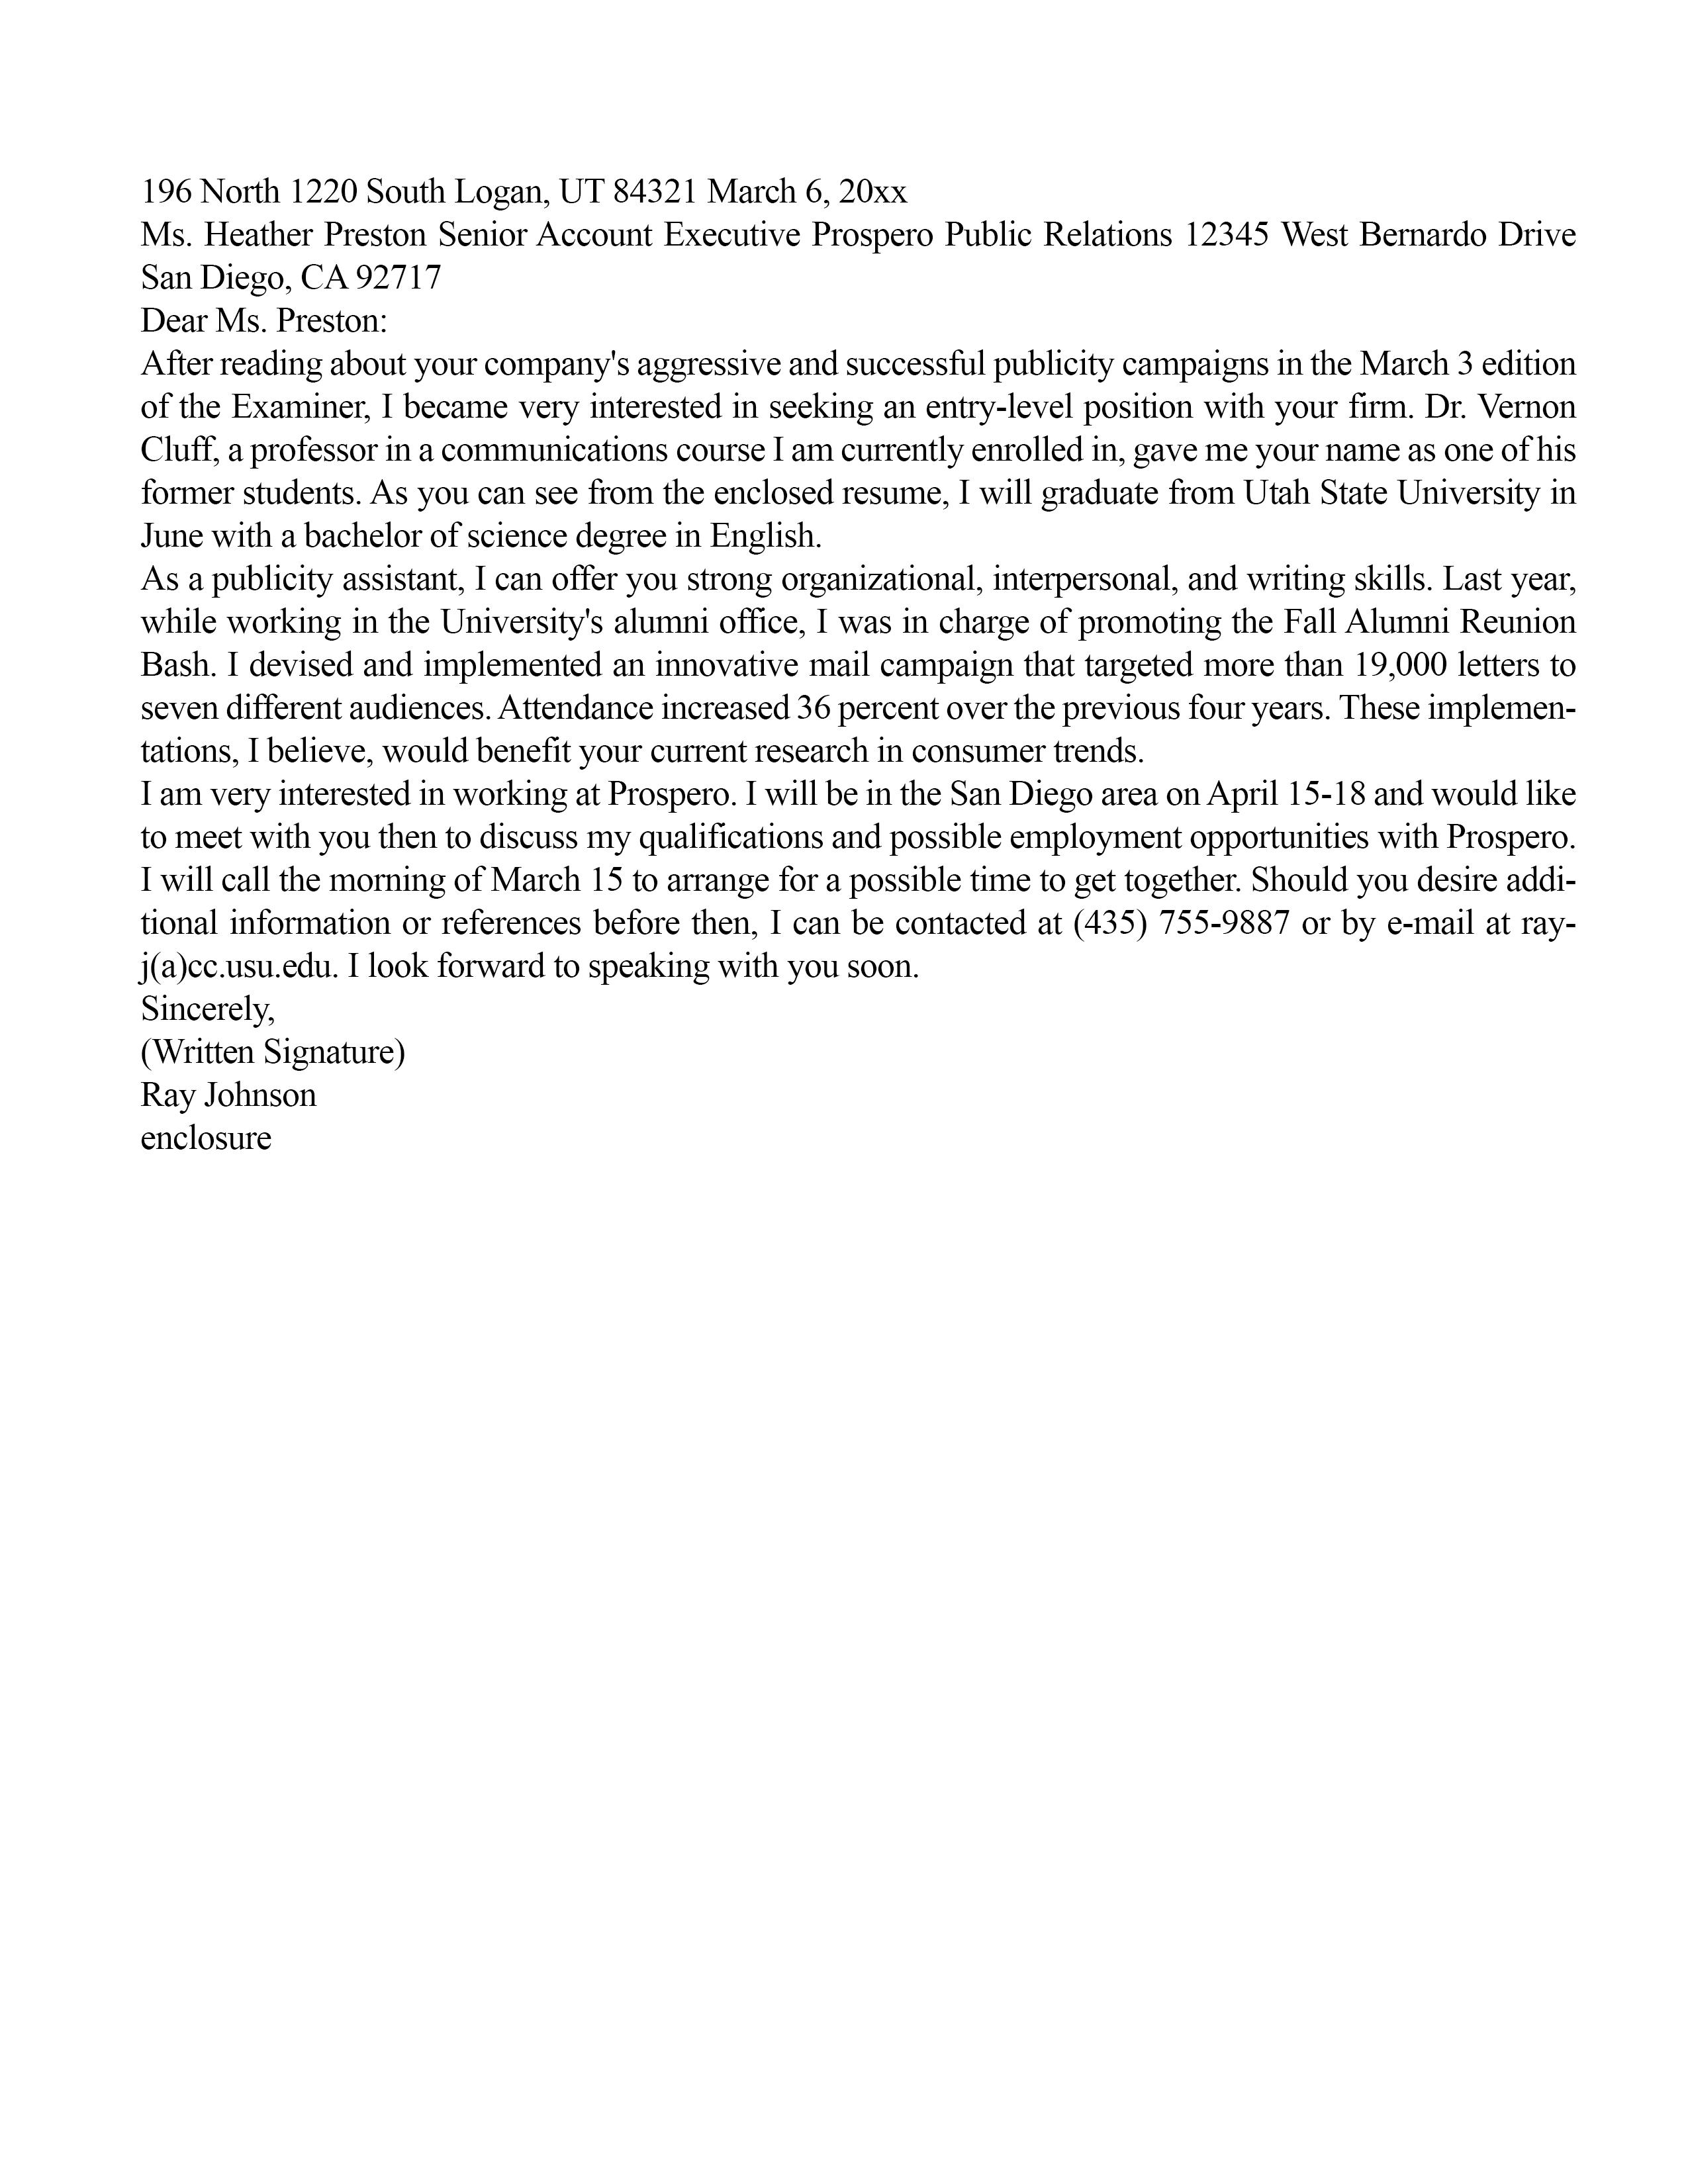 196 North 1220 South Logan, UT 84321 March 6, 20xx
Ms. Heather Preston Senior Account Executive Prospero Public Relations 12345 West Bernardo Drive
San Diego, CA 92717
Dear Ms. Preston:
After reading about your company's aggressive and successful publicity campaigns in the March 3 edition
of the Examiner, I became very interested in seeking an entry-level position with your firm. Dr. Vernon
Cluff, a professor in a communications course I am currently enrolled in, gave me your name as one of his
former students. As you can see from the enclosed resume, I will graduate from Utah State University in
June with a bachelor of science degree in English.
As a publicity assistant, I can offer you strong organizational, interpersonal, and writing skills. Last year,
while working in the University's alumni office, I was in charge of promoting the Fall Alumni Reunion
Bash. I devised and implemented an innovative mail campaign that targeted more than 19,000 letters to
seven different audiences. Attendance increased 36 percent over the previous four years. These implemen-
tations, I believe, would benefit your current research in consumer trends.
I am very interested in working at Prospero. I will be in the San Diego area on April 15-18 and would like
to meet with you then to discuss my qualifications and possible employment opportunities with Prospero.
I will call the morning of March 15 to arrange for a possible time to get together. Should you desire addi-
tional information or references before then, I can be contacted at (435) 755-9887 or by e-mail at ray-
j(a)cc.usu.edu. I look forward to speaking with you soon.
Sincerely,
(Written Signature)
Ray Johnson
enclosure